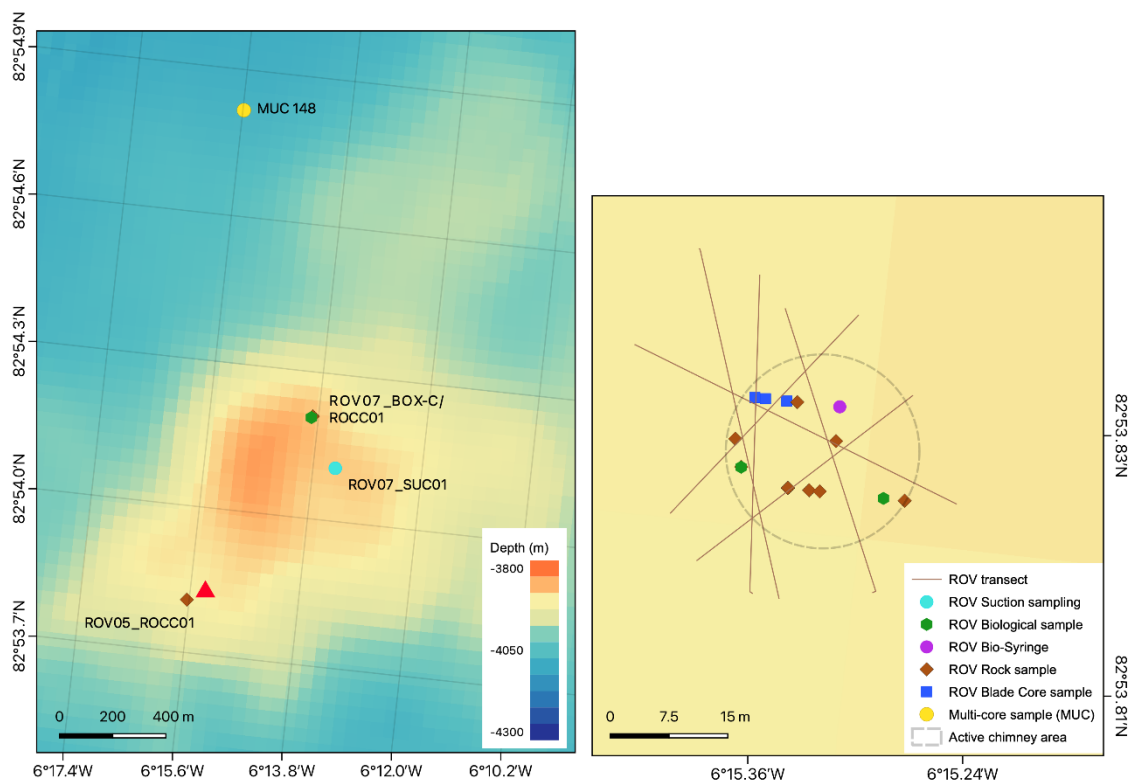 82°54.9'N
82°54.6'N
82°54.3'N
82°54.0'N
82°53.7'N
MUC 148
ROV07_BOX-C/
ROCC01
ROV07_SUC01
ROV05_ROCC01
Depth (m)
-3800
-4050
-4300
0 200 400 m
6°17.4'W 6°15.6'W 6°13.8'W 6°12.0'W 6°10.2'W
82°53.83'N
82°53.81'N
ROV transect
ROV Suction sampling
ROV Biological sample
ROV Bio-Syringe
ROV Rock sample
ROV Blade Core sample
Multi-core sample (MUC)
Active chimney area
0 7.5 15 m
6°15.36'W 6°15.24'W